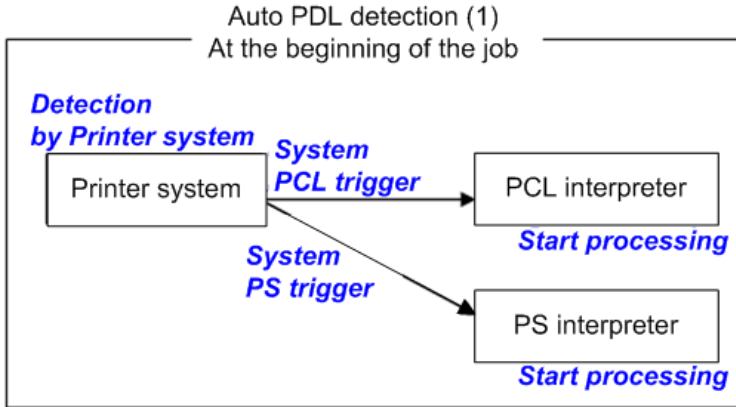 Auto PDL detection (1)
At the beginning of the job
Detection
by Printer system
Printer system
System
PCL trigger
PCL interpreter
Start processing
System
PS trigger
PS interpreter
Start processing